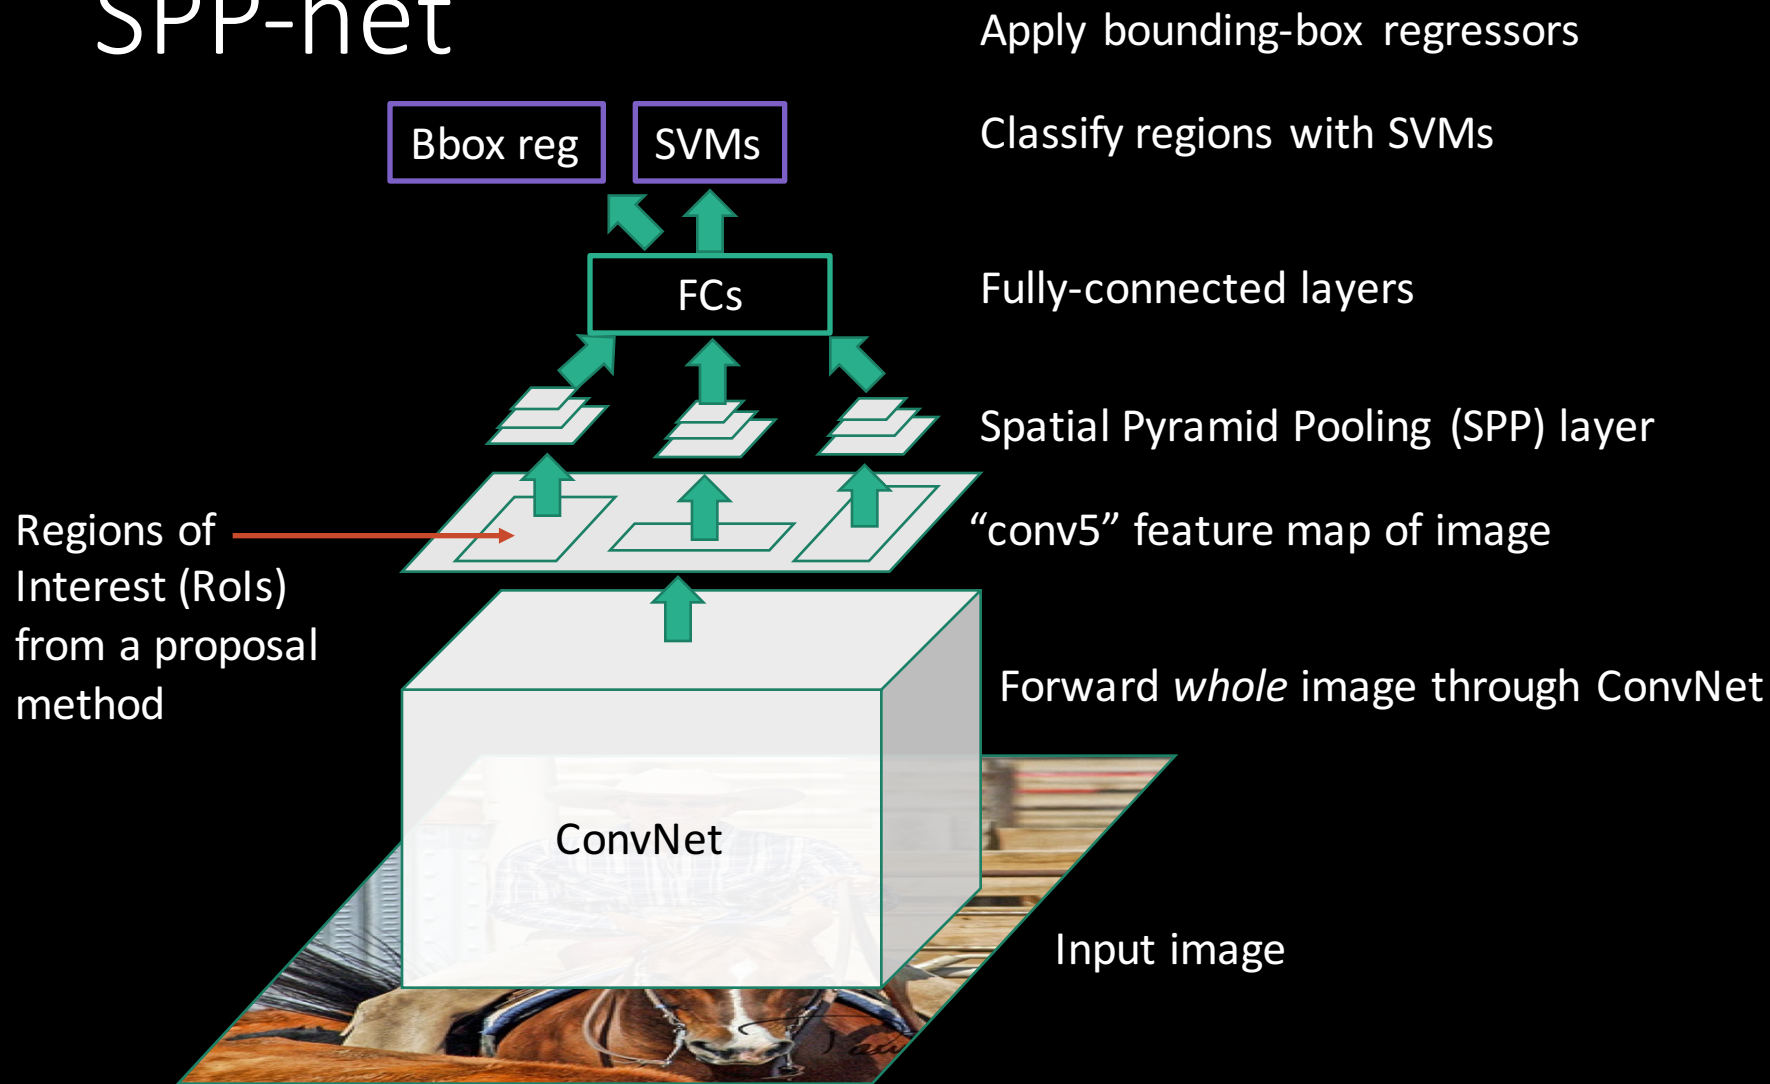 SPP-net
Apply bounding-box regressors
Bbox reg
SVMs
Classify regions with SVMs
FCs
Fully-connected layers
Spatial Pyramid Pooling (SPP) layer
Regions of
Interest (RoIs)
from a proposal
method
“conv5” feature map of image
Forward whole image through ConvNet
ConvNet
Input image